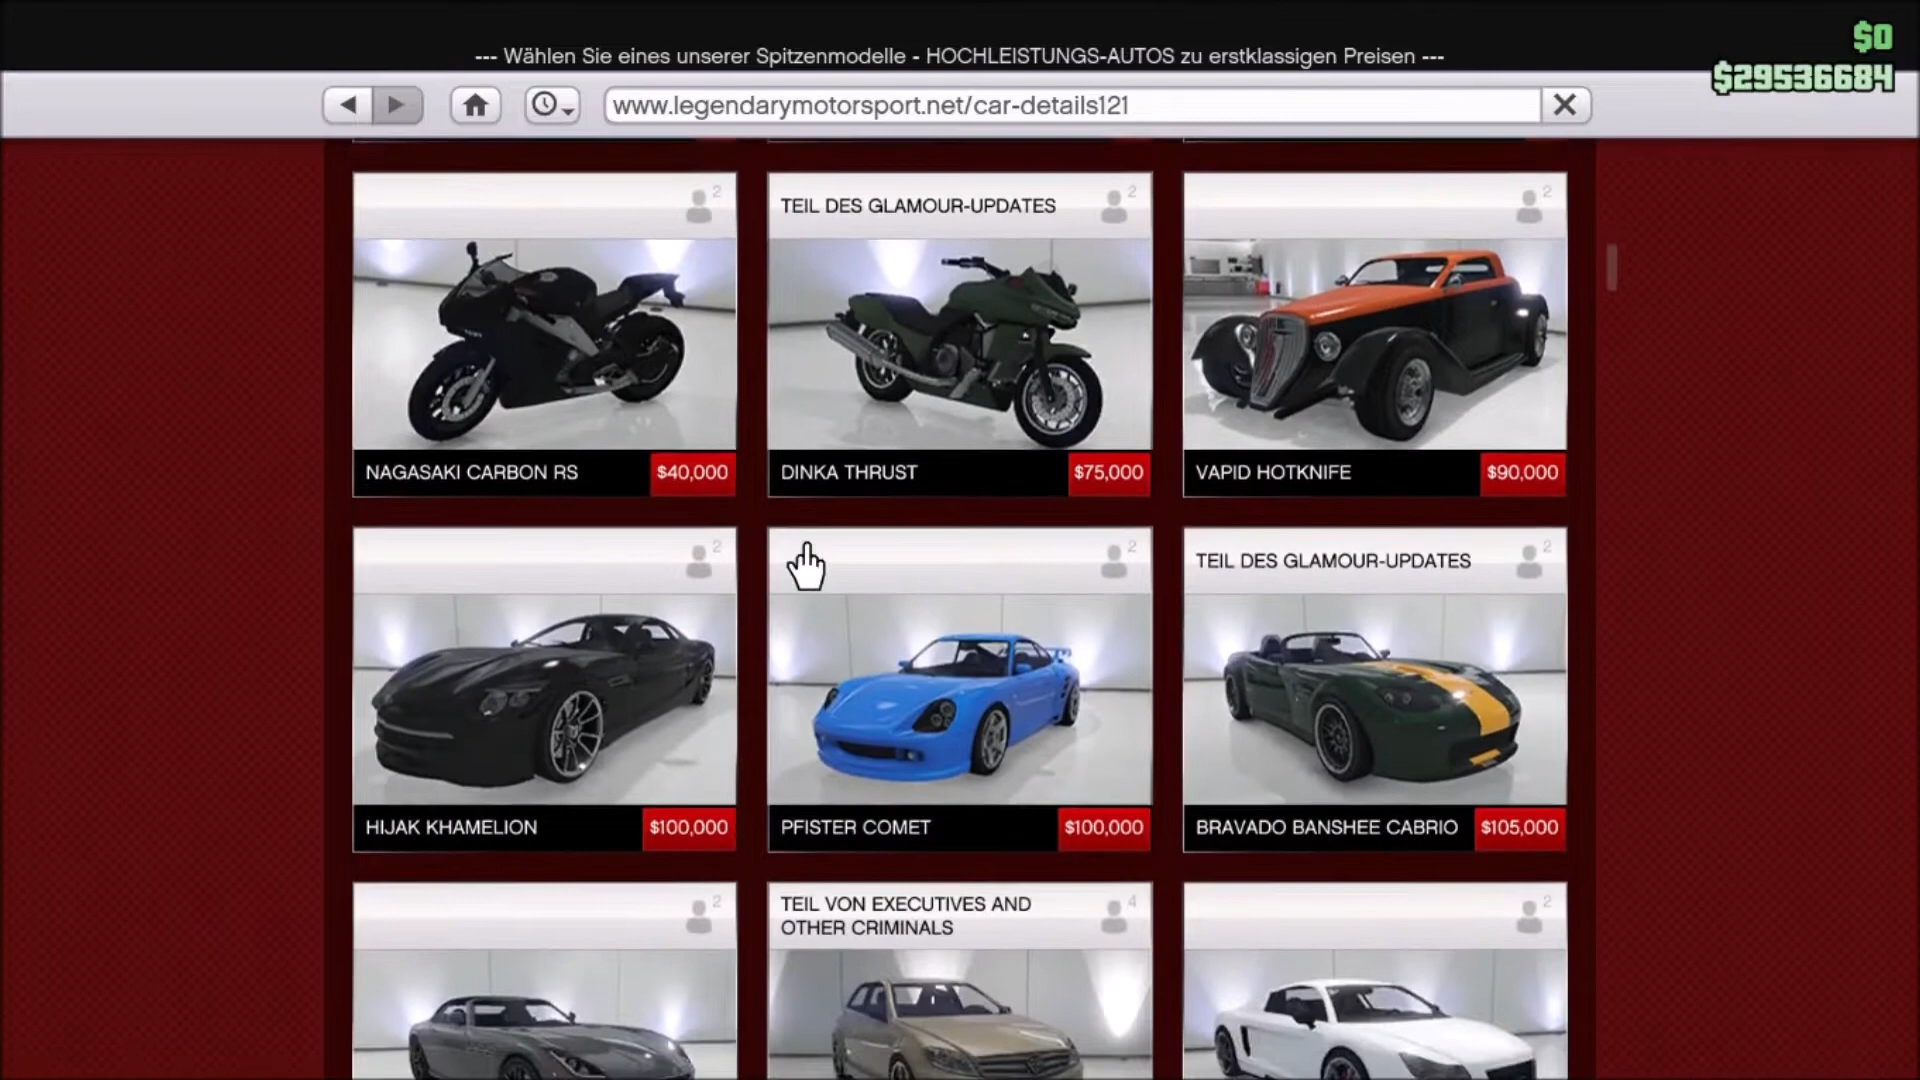 --- Wählen Sie eines unserer Spitzenmodelle - HOCHLEISTUNGS-AUTOS zu erstklassigen Preisen ---
$0
$29536684
www.legendarymotorsport.net/car-details121
2
TEIL DES GLAMOUR-UPDATES
2
2
NAGASAKI CARBON RS
$40,000
DINKA THRUST
$75,000
VAPID HOTKNIFE
$90,000
2
2
TEIL DES GLAMOUR-UPDATES
2
HIJAK KHAMELION
$100,000
PFISTER COMET
$100,000
BRAVADO BANSHEE CABRIO
$105,000
2
TEIL VON EXECUTIVES AND
OTHER CRIMINALS
4
2